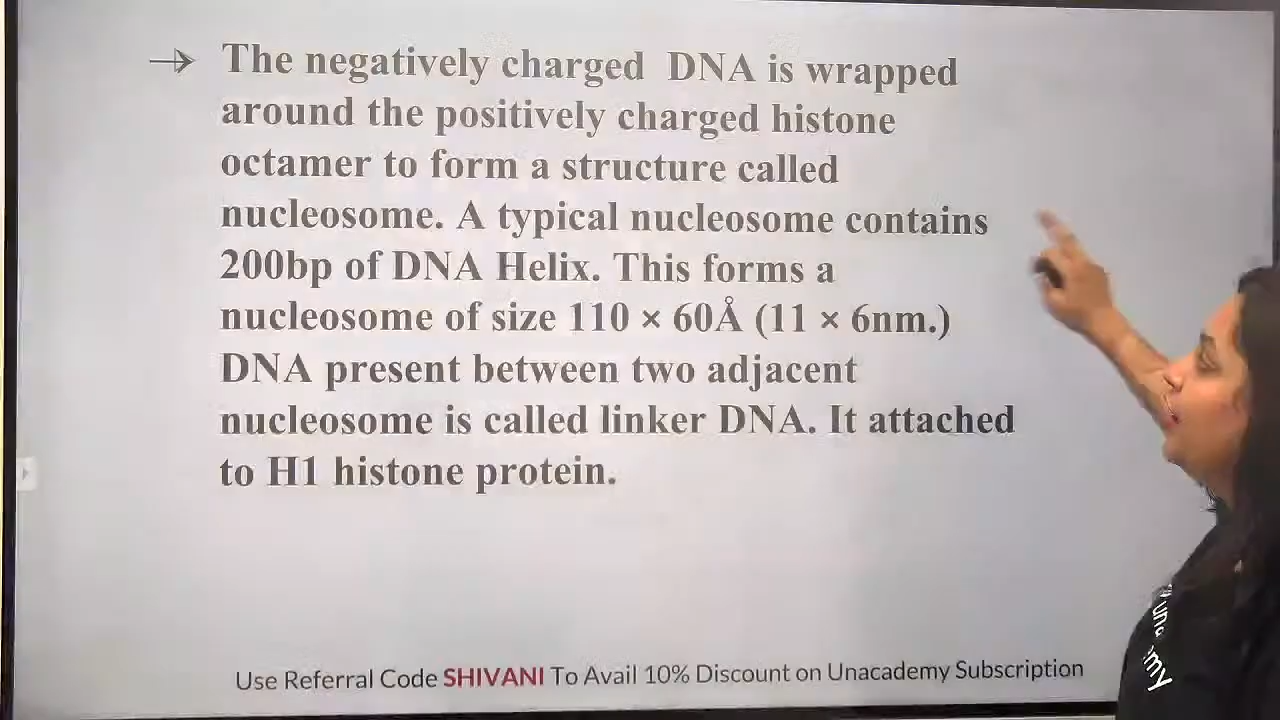 → The negatively charged DNA is wrapped
around the positively charged histone
octamer to form a structure called
nucleosome. A typical nucleosome contains
200bp of DNA Helix. This forms a
nucleosome of size 110 × 60Å (11 × 6nm.)
DNA present between two adjacent
nucleosome is called linker DNA. It attached
to H1 histone protein.
Use Referral Code SHIVANI To Avail 10% Discount on Unacademy Subscription